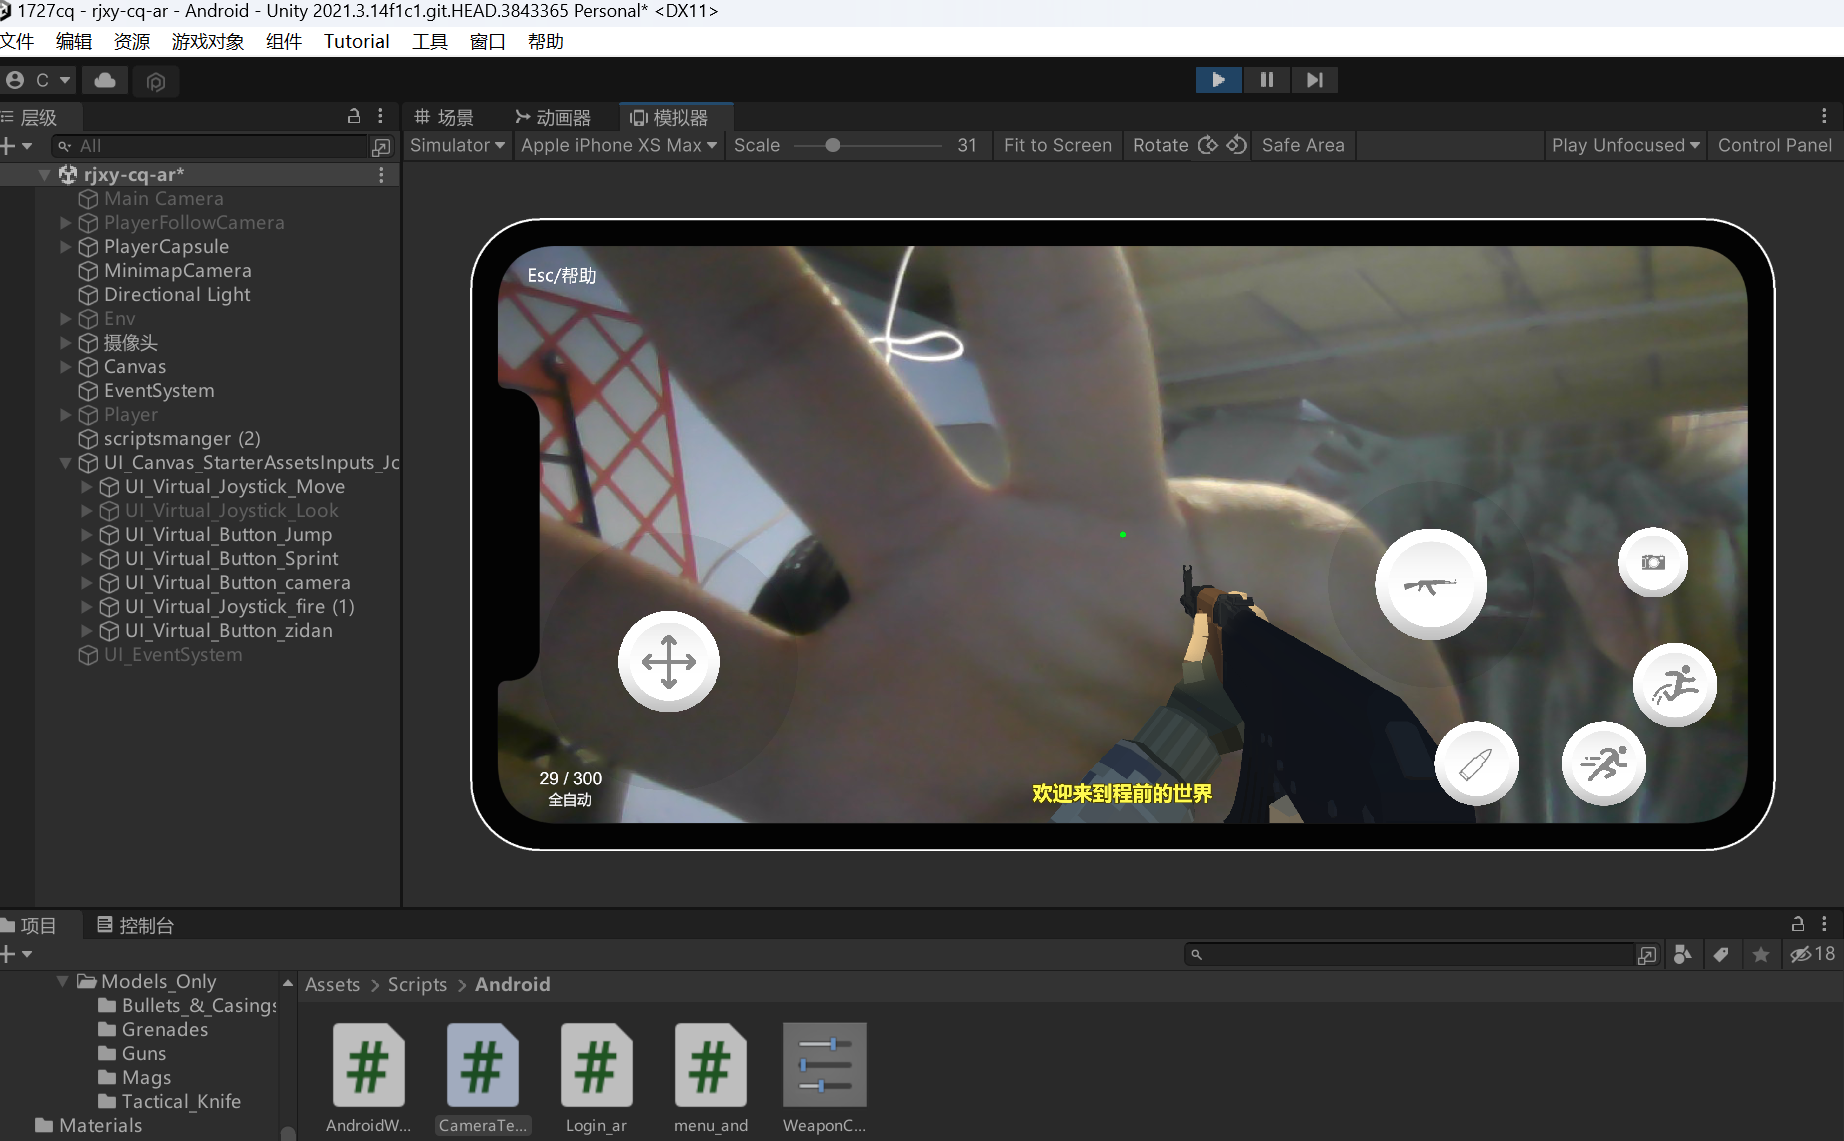 1727cq - rjxy-cq-ar - Android - Unity 2021.3.14f1c1.git.HEAD.3843365 Personal* <DX11>
文件 编辑 资源 游戏对象 组件 Tutorial 工具 窗口 帮助
C
层级
All
场景 动画器 模拟器
Simulator Apple iPhone XS Max Scale 31 Fit to Screen Rotate Safe Area Play Unfocused Control Panel
rjxy-cq-ar*
Main Camera
PlayerFollowCamera
PlayerCapsule
MinimapCamera
Directional Light
Env
摄像头
Canvas
EventSystem
Player
scriptsmanger (2)
UI_Canvas_StarterAssetsInputs_Jo
UI_Virtual_Joystick_Move
UI_Virtual_Joystick_Look
UI_Virtual_Button_Jump
UI_Virtual_Button_Sprint
UI_Virtual_Button_camera
UI_Virtual_Joystick_fire (1)
UI_Virtual_Button_zidan
UI_EventSystem
Esc/帮助
29 / 300
全自动
欢迎来到程前的世界
项目 控制台
18
Models_Only
Bullets_&_Casings
Grenades
Guns
Mags
Tactical_Knife
Materials
Assets > Scripts > Android
AndroidW... CameraTe... Login_ar menu_and WeaponC...